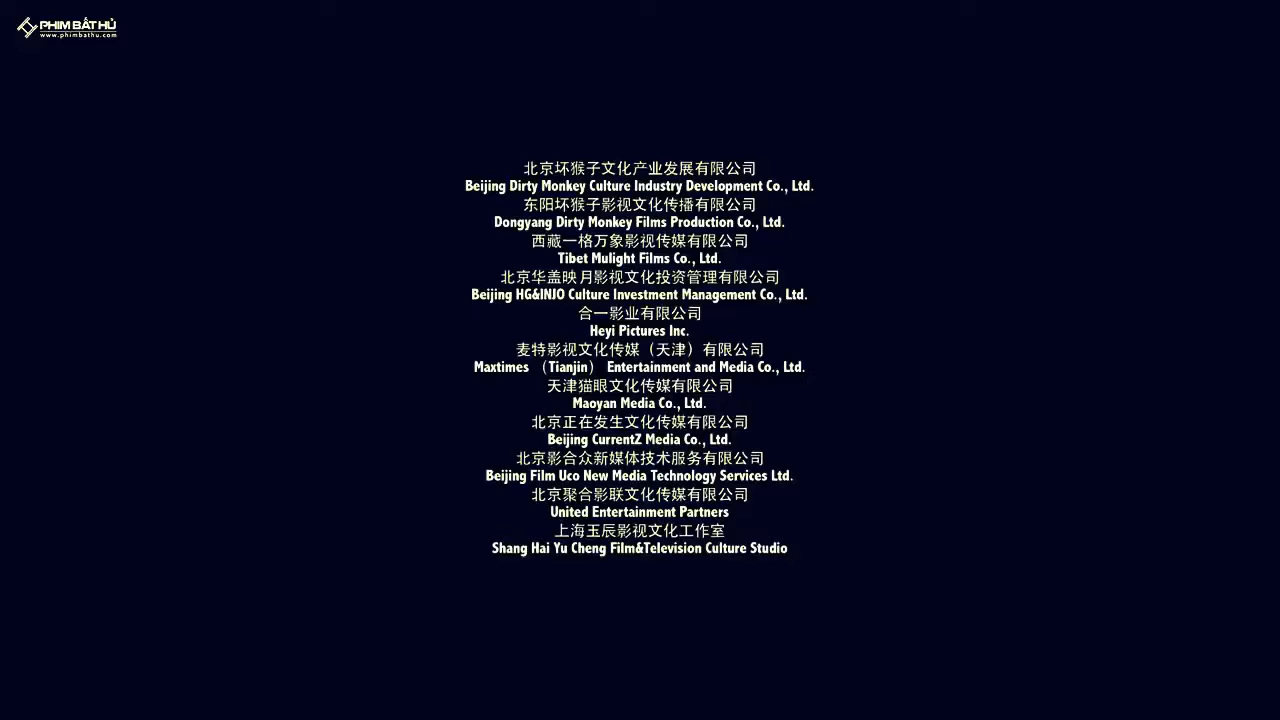 PHIM BẤT HỦ
www.phimbathu.com
北京坏猴子文化产业发展有限公司
Beijing Dirty Monkey Culture Industry Development Co., Ltd.
东阳坏猴子影视文化传播有限公司
Dongyang Dirty Monkey Films Production Co., Ltd.
西藏一格万象影视传媒有限公司
Tibet Mulight Films Co., Ltd.
北京华盖映月影视文化投资管理有限公司
Beijing HG&INJO Culture Investment Management Co., Ltd.
合一影业有限公司
Heyi Pictures Inc.
麦特影视文化传媒（天津）有限公司
Maxtimes （Tianjin） Entertainment and Media Co., Ltd.
天津猫眼文化传媒有限公司
Maoyan Media Co., Ltd.
北京正在发生文化传媒有限公司
Beijing CurrentZ Media Co., Ltd.
北京影合众新媒体技术服务有限公司
Beijing Film Uco New Media Technology Services Ltd.
北京聚合影联文化传媒有限公司
United Entertainment Partners
上海玉辰影视文化工作室
Shang Hai Yu Cheng Film&Television Culture Studio